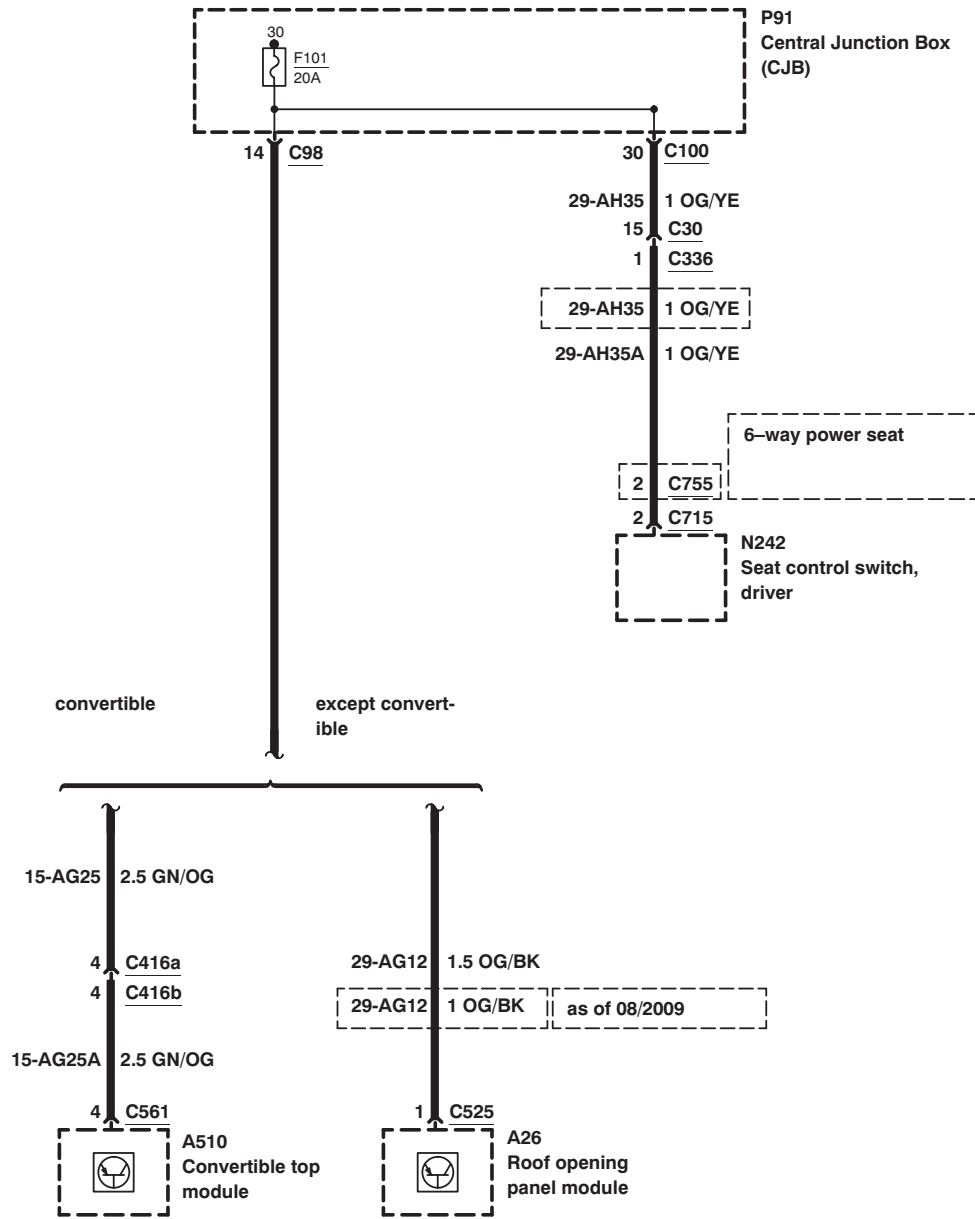 P91
Central Junction Box
(CJB)
30
F101
20A
14 C98
30 C100
29-AH35 1 OG/YE
15 C30
1 C336
29-AH35 1 OG/YE
29-AH35A 1 OG/YE
6–way power seat
2 C755
2 C715
N242
Seat control switch,
driver
convertible
except convert-
ible
15-AG25 2.5 GN/OG
4 C416a
4 C416b
15-AG25A 2.5 GN/OG
4 C561
A510
Convertible top
module
29-AG12 1.5 OG/BK
29-AG12 1 OG/BK as of 08/2009
1 C525
A26
Roof opening
panel module